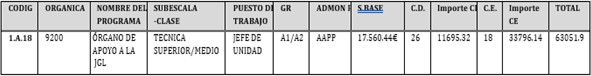 CODIG ORGANICA NOMBRE DEL PUESTO DE GR ADMON P S.BASE C.D. Importe CI C.E. Importe TOTAL
PROGRAMA SUBESCALA -CLASE TRABAJO CE
1.A.18 9200 ÓRGANO DE TECNICA JEFE DE A1/A2 AAPP 17.560.44€ 26 11695.32 18 33796.14 63051.9
APOYO A LA SUPERIOR/MEDIO UNIDAD
JGL